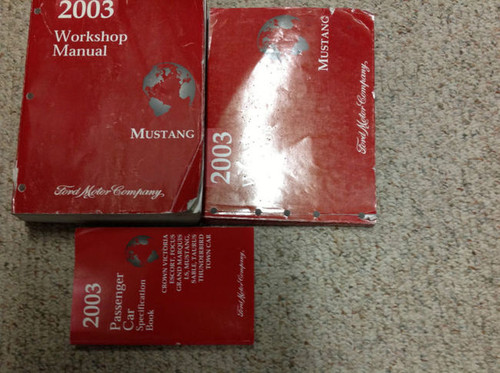 2003
Workshop
Manual
MUSTANG
Ford Motor Company
2003
MUSTANG
Ford Motor Company
2003
Passenger
Car
Specification
Book
CROWN VICTORIA
ESCORT, FOCUS
GRAND MARQUIS
LS, MUSTANG,
SABLE, TAURUS
THUNDERBIRD
TOWN CAR
Ford Motor Company